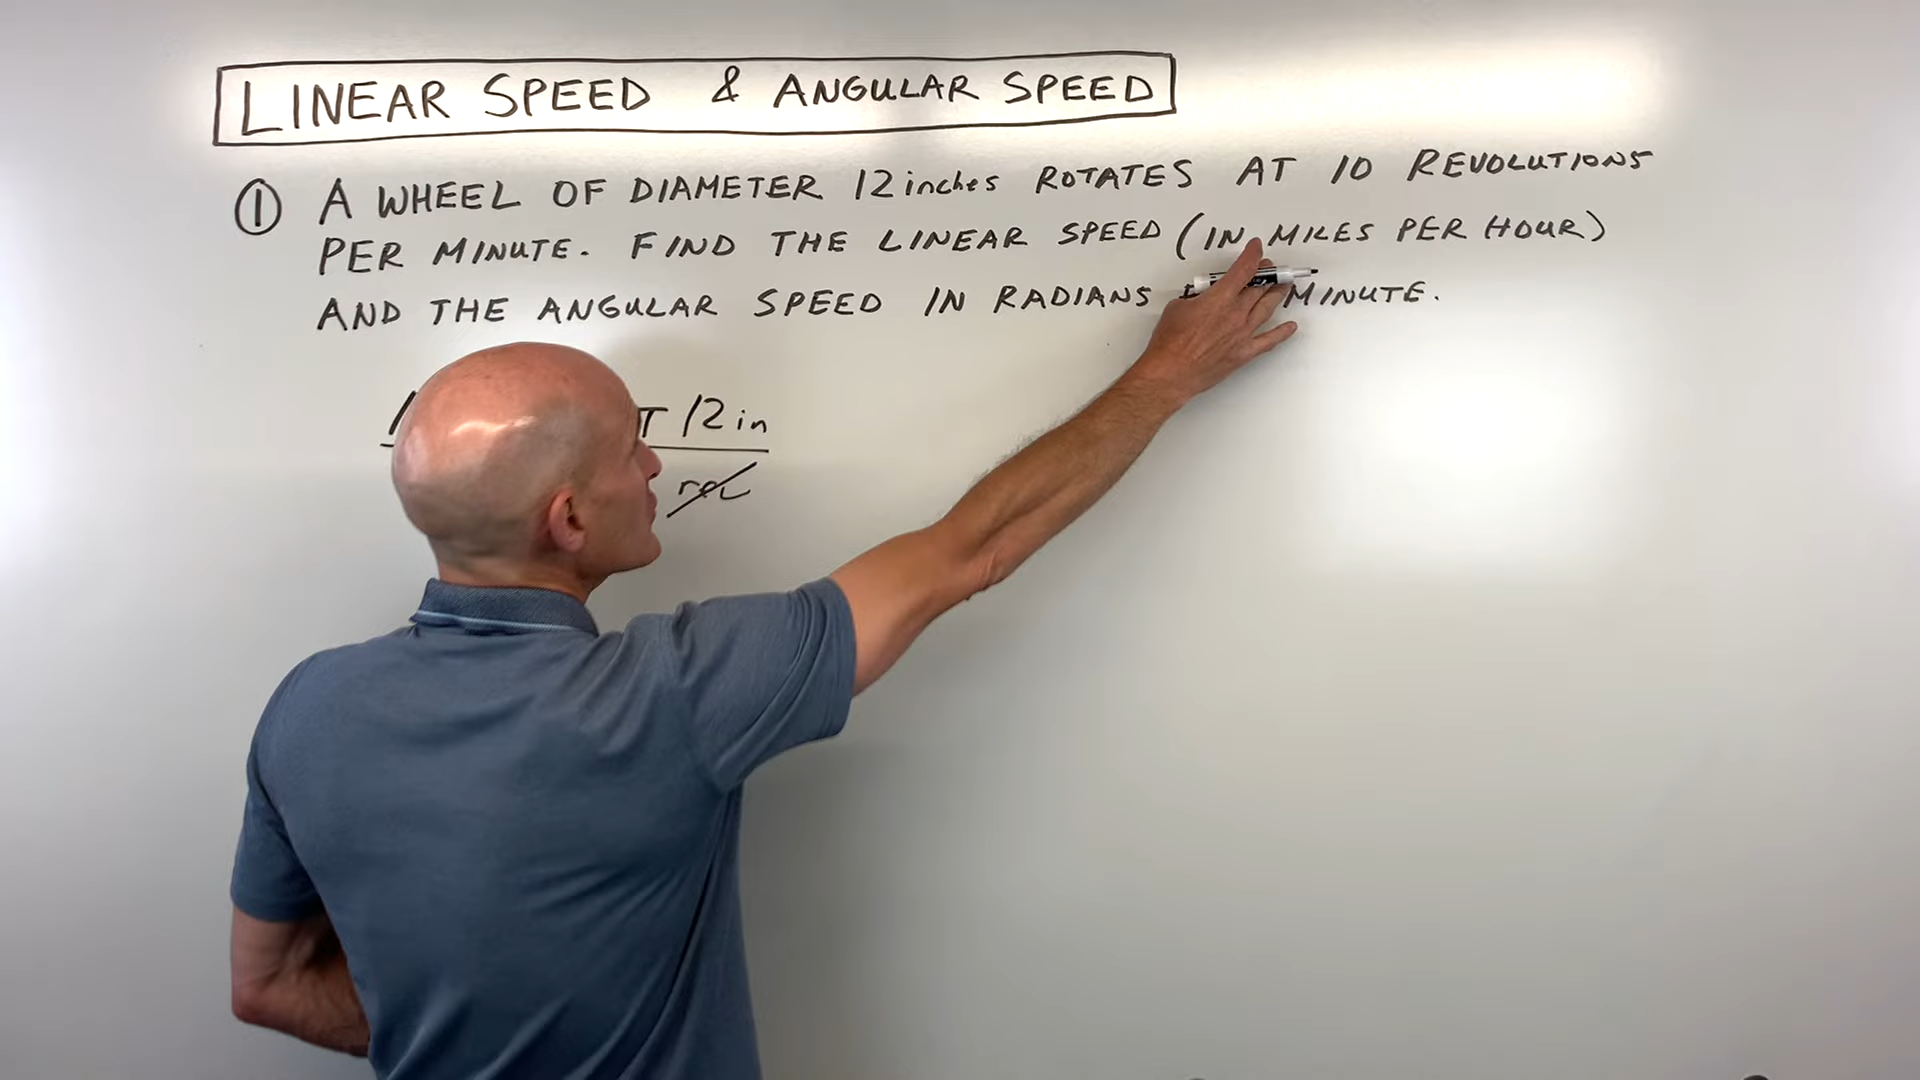 LINEAR SPEED & ANGULAR SPEED
① A WHEEL OF DIAMETER 12 inches ROTATES AT 10 REVOLUTIONS
PER MINUTE. FIND THE LINEAR SPEED (IN MILES PER HOUR)
AND THE ANGULAR SPEED IN RADIANS MINUTE.
12 in
rev